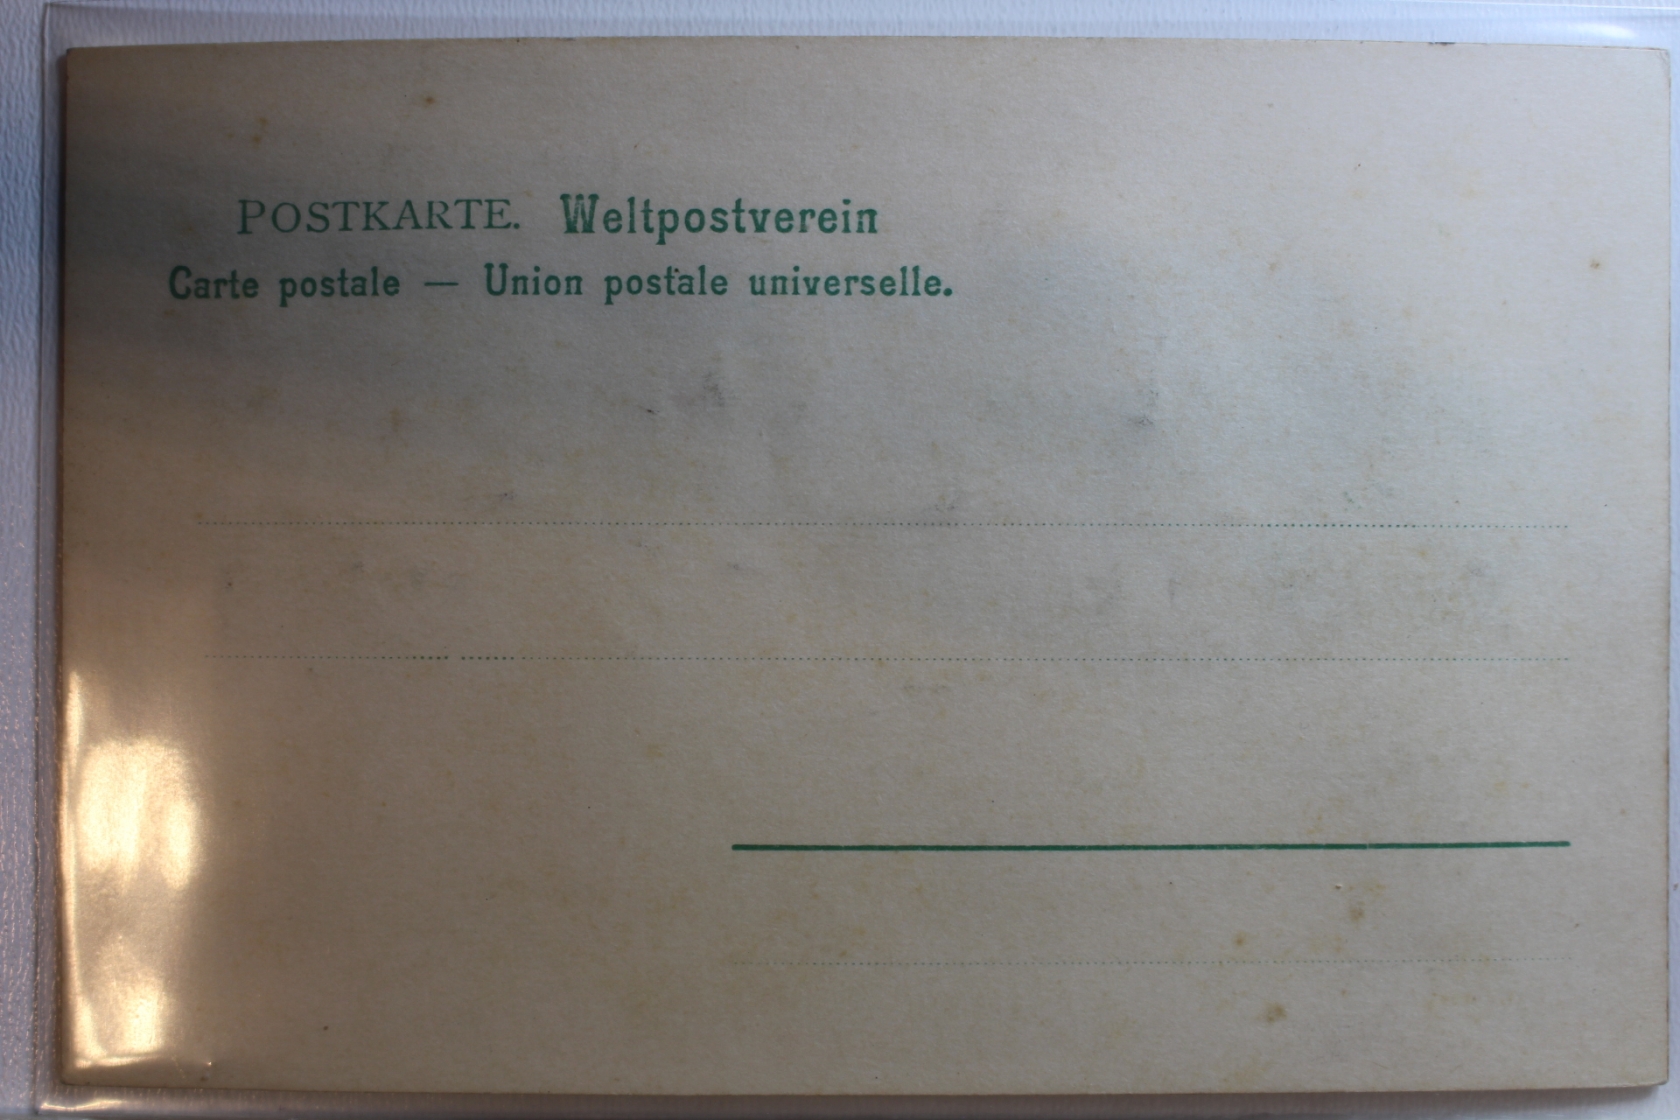 POSTKARTE. Weltpostverein
Carte postale — Union postale universelle.